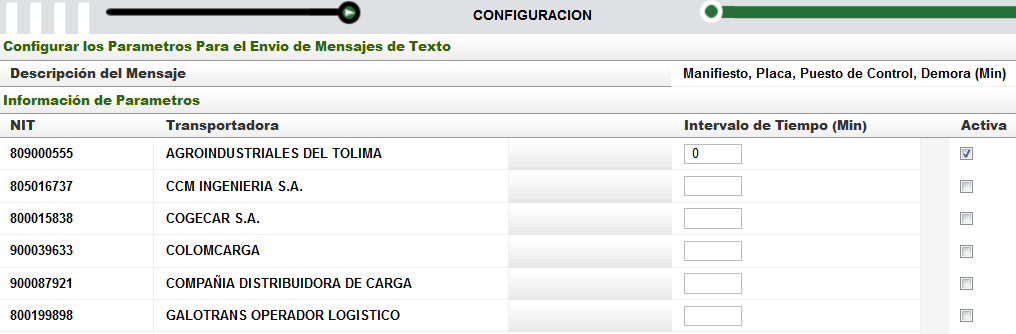 CONFIGURACION
Configurar los Parametros Para el Envio de Mensajes de Texto
Descripción del Mensaje Manifiesto, Placa, Puesto de Control, Demora (Min)
Información de Parametros
NIT Transportadora Intervalo de Tiempo (Min) Activa
809000555 AGROINDUSTRIALES DEL TOLIMA 0
805016737 CCM INGENIERIA S.A.
800015838 COGECAR S.A.
900039633 COLOMCARGA
900087921 COMPAÑIA DISTRIBUIDORA DE CARGA
800199898 GALOTRANS OPERADOR LOGISTICO